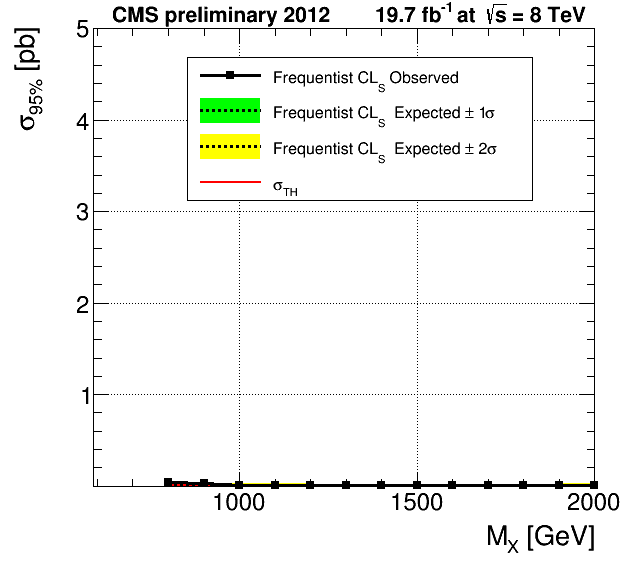 CMS preliminary 2012 19.7 fb⁻¹ at √s = 8 TeV
σ95% [pb]
5
4
3
2
1
Frequentist CLS Observed
Frequentist CLS Expected ± 1σ
Frequentist CLS Expected ± 2σ
σTH
1000 1500 2000
MX [GeV]